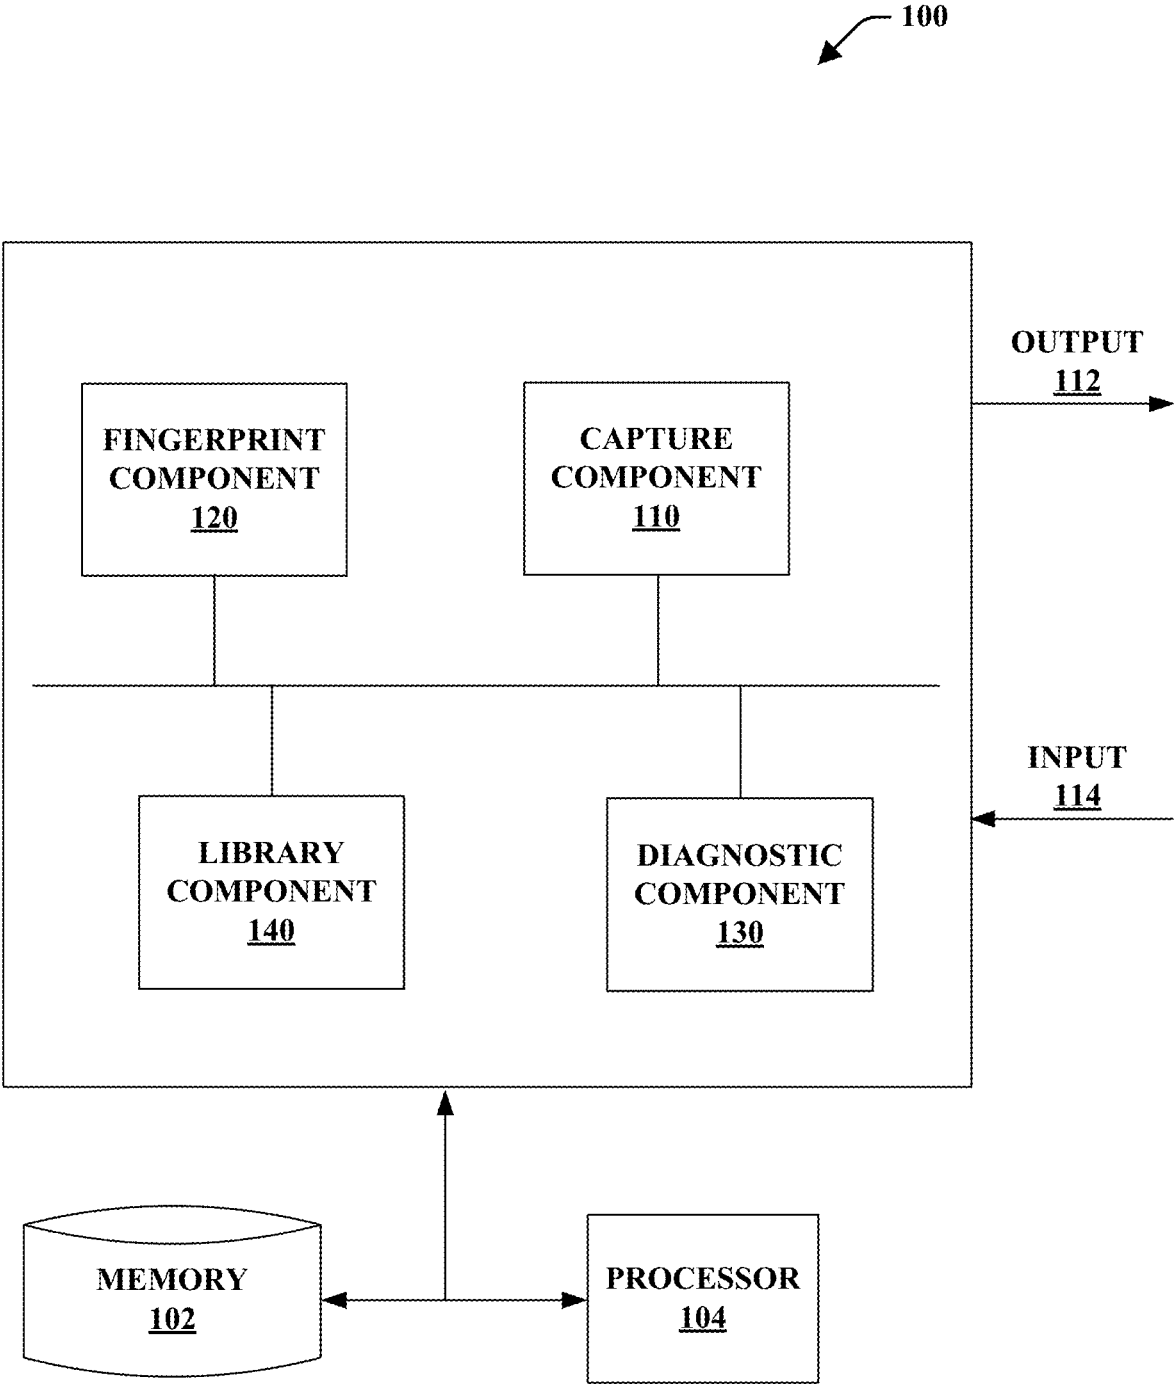 100
OUTPUT
112
FINGERPRINT
COMPONENT
120
CAPTURE
COMPONENT
110
INPUT
114
LIBRARY
COMPONENT
140
DIAGNOSTIC
COMPONENT
130
MEMORY
102
PROCESSOR
104